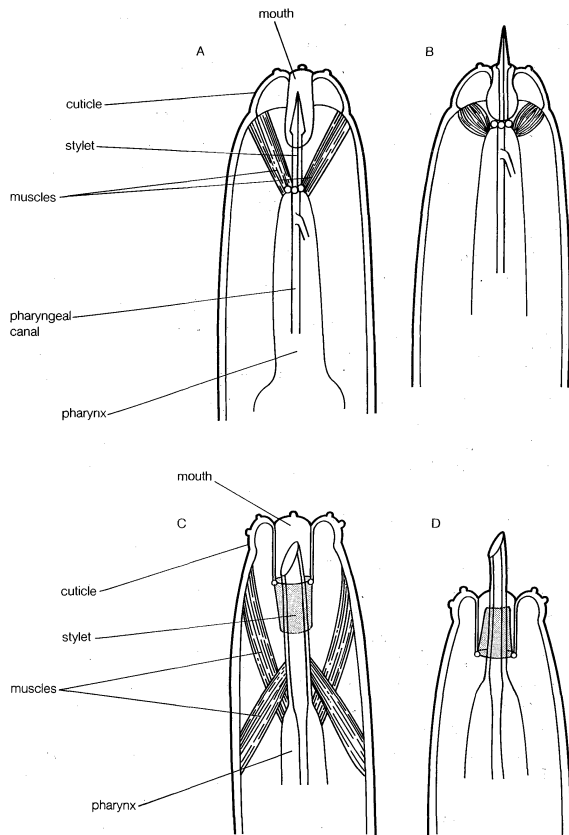 mouth
A
B
cuticle
stylet
muscles
pharyngeal
canal
pharynx
mouth
C
D
cuticle
stylet
muscles
pharynx